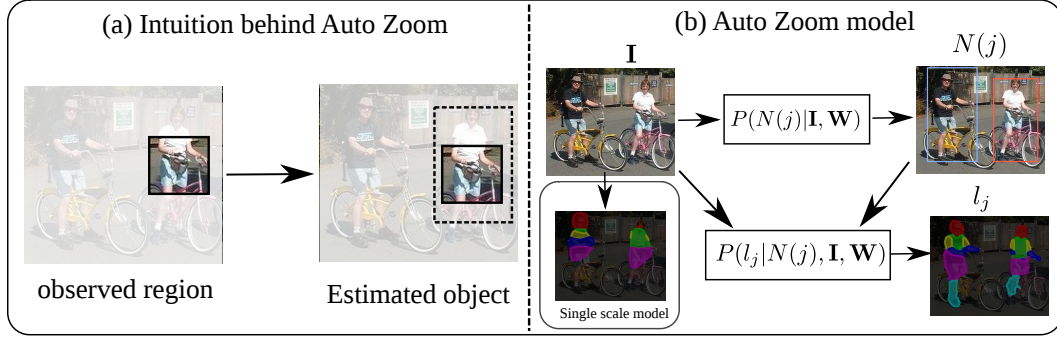 (a) Intuition behind Auto Zoom
observed region
Estimated object
(b) Auto Zoom model
I
N(j)
P(N(j)|I, W)
l_j
P(l_j|N(j), I, W)
Single scale model